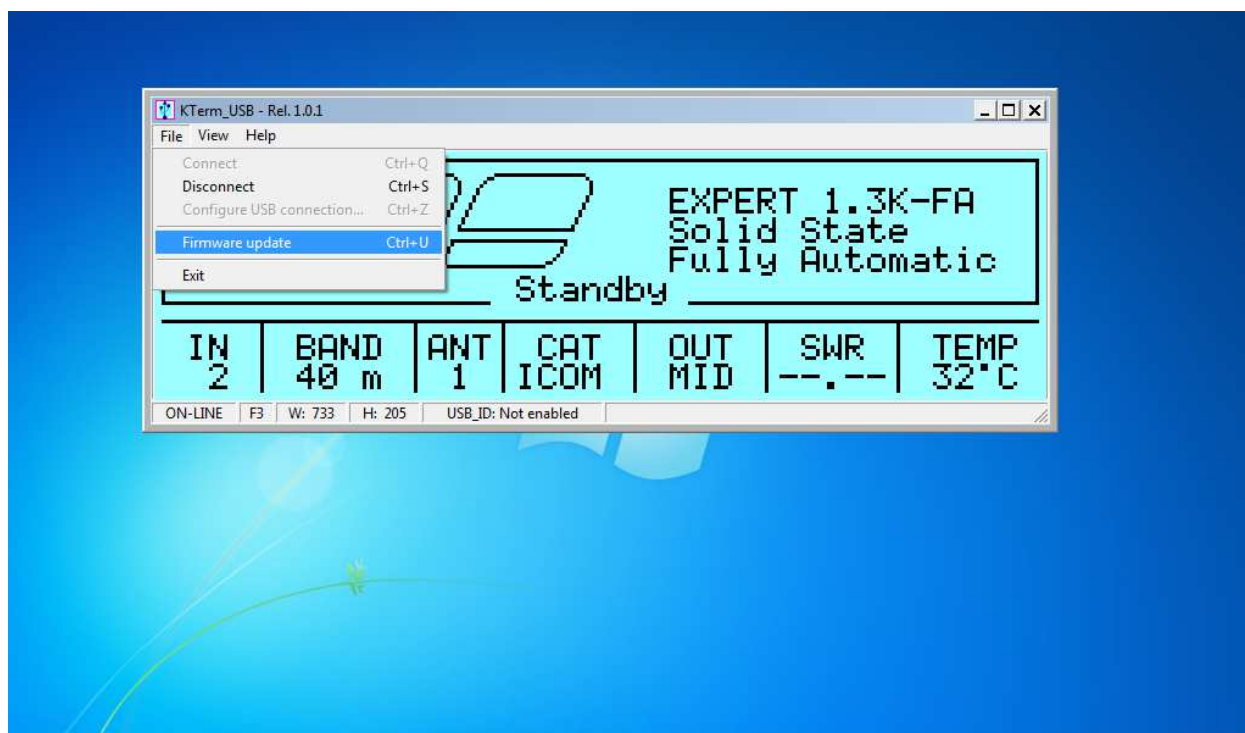 KTerm_USB - Rel. 1.0.1
File View Help
Connect Ctrl+Q
Disconnect Ctrl+S
Configure USB connection... Ctrl+Z
Firmware update Ctrl+U
Exit
EXPERT 1.3K-FA
Solid State
Fully Automatic
Standby
IN BAND ANT CAT OUT SWR TEMP
2 40 m 1 ICOM MID --.-- 32°C
ON-LINE F3 W: 733 H: 205 USB_ID: Not enabled